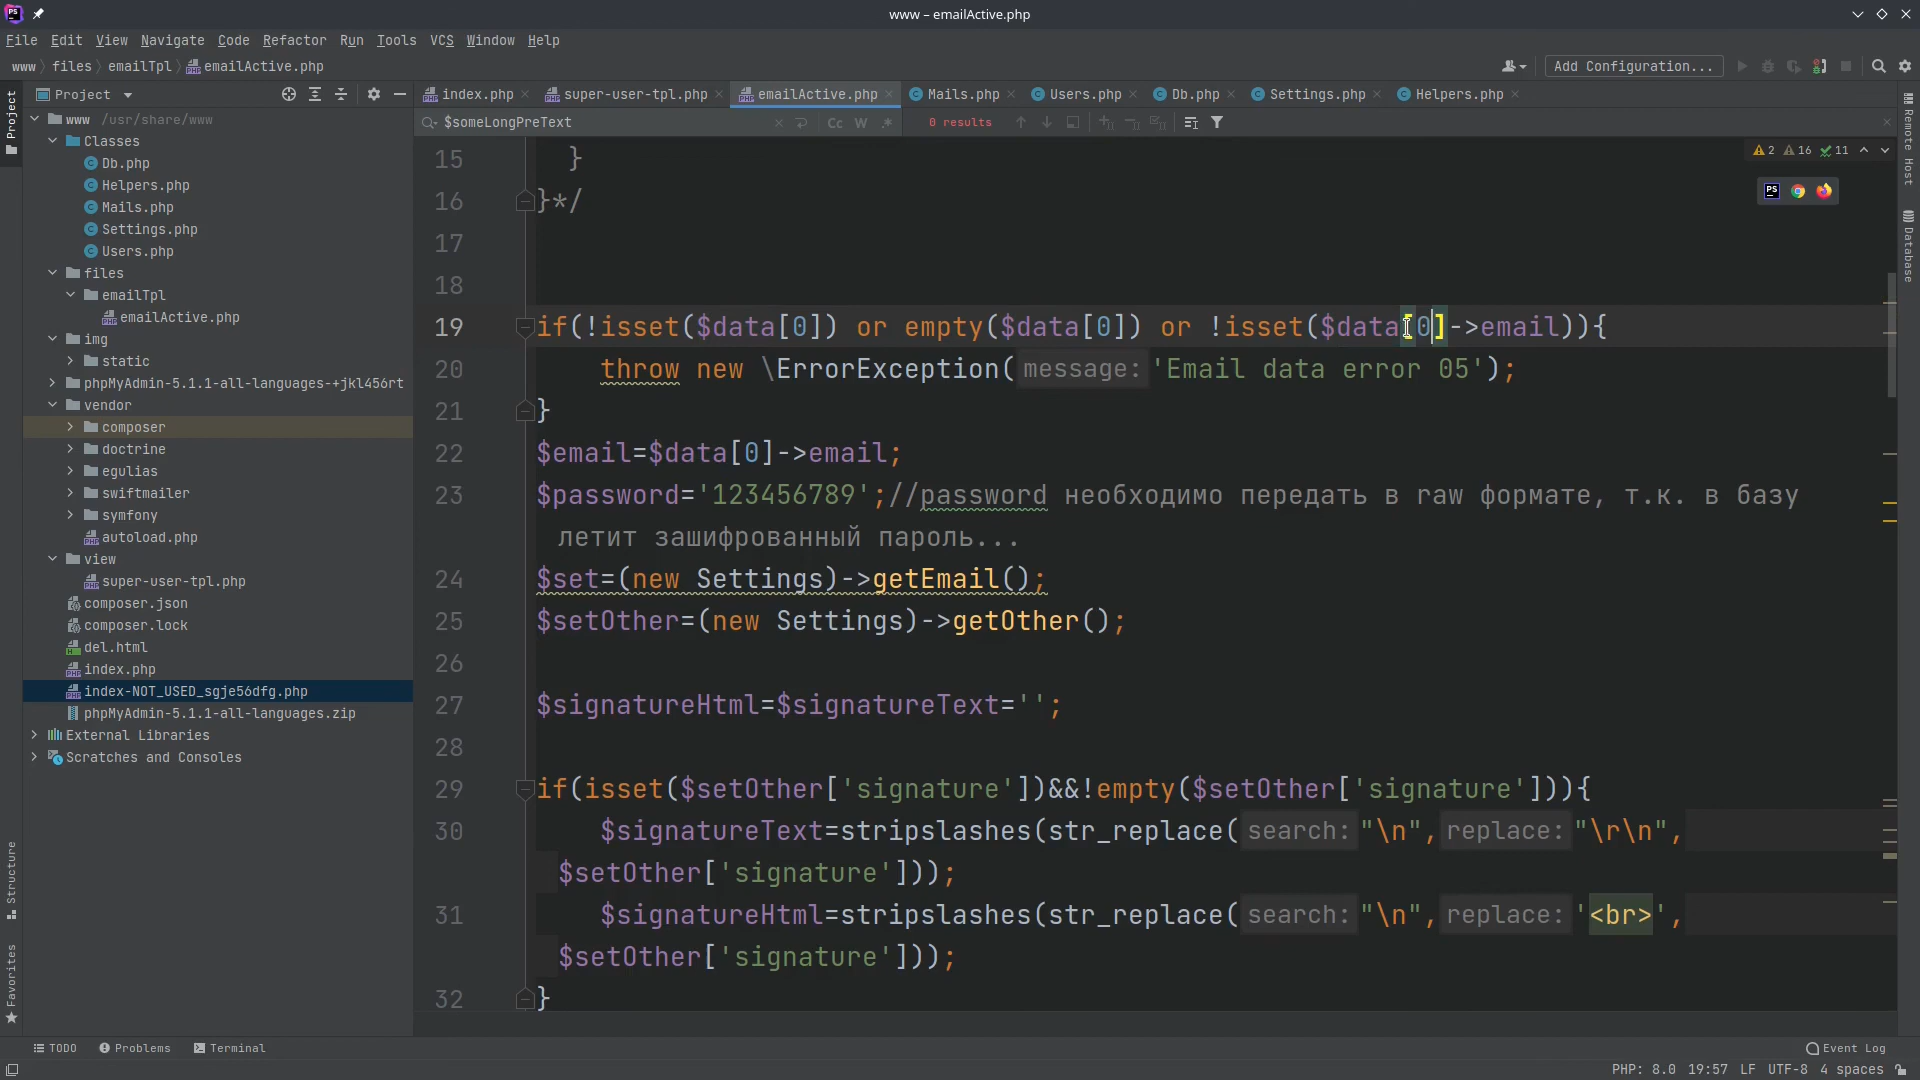 www – emailActive.php
File Edit View Navigate Code Refactor Run Tools VCS Window Help
www files emailTpl emailActive.php
Add Configuration...
Project
index.php super-user-tpl.php emailActive.php Mails.php Users.php Db.php Settings.php Helpers.php
$someLongPreText Cc W .* 0 results
2 16 11
Project
www /usr/share/www
Classes
Db.php
Helpers.php
Mails.php
Settings.php
Users.php
files
emailTpl
emailActive.php
img
static
phpMyAdmin-5.1.1-all-languages-+jkl456rt
vendor
composer
doctrine
egulias
swiftmailer
symfony
autoload.php
view
super-user-tpl.php
composer.json
composer.lock
del.html
index.php
index-NOT_USED_sgje56dfg.php
phpMyAdmin-5.1.1-all-languages.zip
External Libraries
Scratches and Consoles
Structure
Favorites
15 }
16 }*/
17
18
19 if(!isset($data[0]) or empty($data[0]) or !isset($data[0]->email)){
20 throw new \ErrorException( message: 'Email data error 05');
21 }
22 $email=$data[0]->email;
23 $password='123456789';//password необходимо передать в raw формате, т.к. в базу
летит зашифрованный пароль...
24 $set=(new Settings)->getEmail();
25 $setOther=(new Settings)->getOther();
26
27 $signatureHtml=$signatureText='';
28
29 if(isset($setOther['signature'])&&!empty($setOther['signature'])){
30 $signatureText=stripslashes(str_replace( search: "\n", replace: "\r\n",
$setOther['signature']));
31 $signatureHtml=stripslashes(str_replace( search: "\n", replace: '<br>',
$setOther['signature']));
32 }
Remote Host
Database
TODO Problems Terminal Event Log
PHP: 8.0 19:57 LF UTF-8 4 spaces